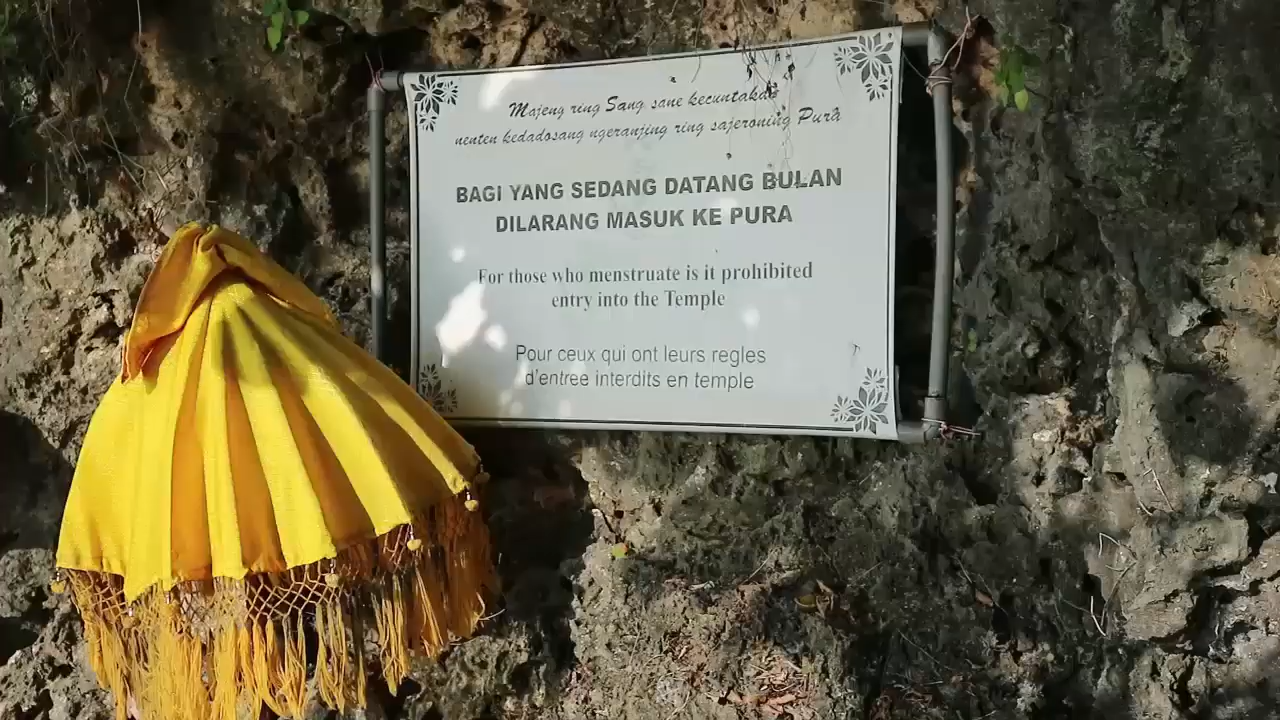 Majeng ring Sang sane kecuntakan
nenten kedadosang ngeranjing ring sajeroning Pura
BAGI YANG SEDANG DATANG BULAN
DILARANG MASUK KE PURA
For those who menstruate is it prohibited
entry into the Temple
Pour ceux qui ont leurs regles
d'entree interdits en temple